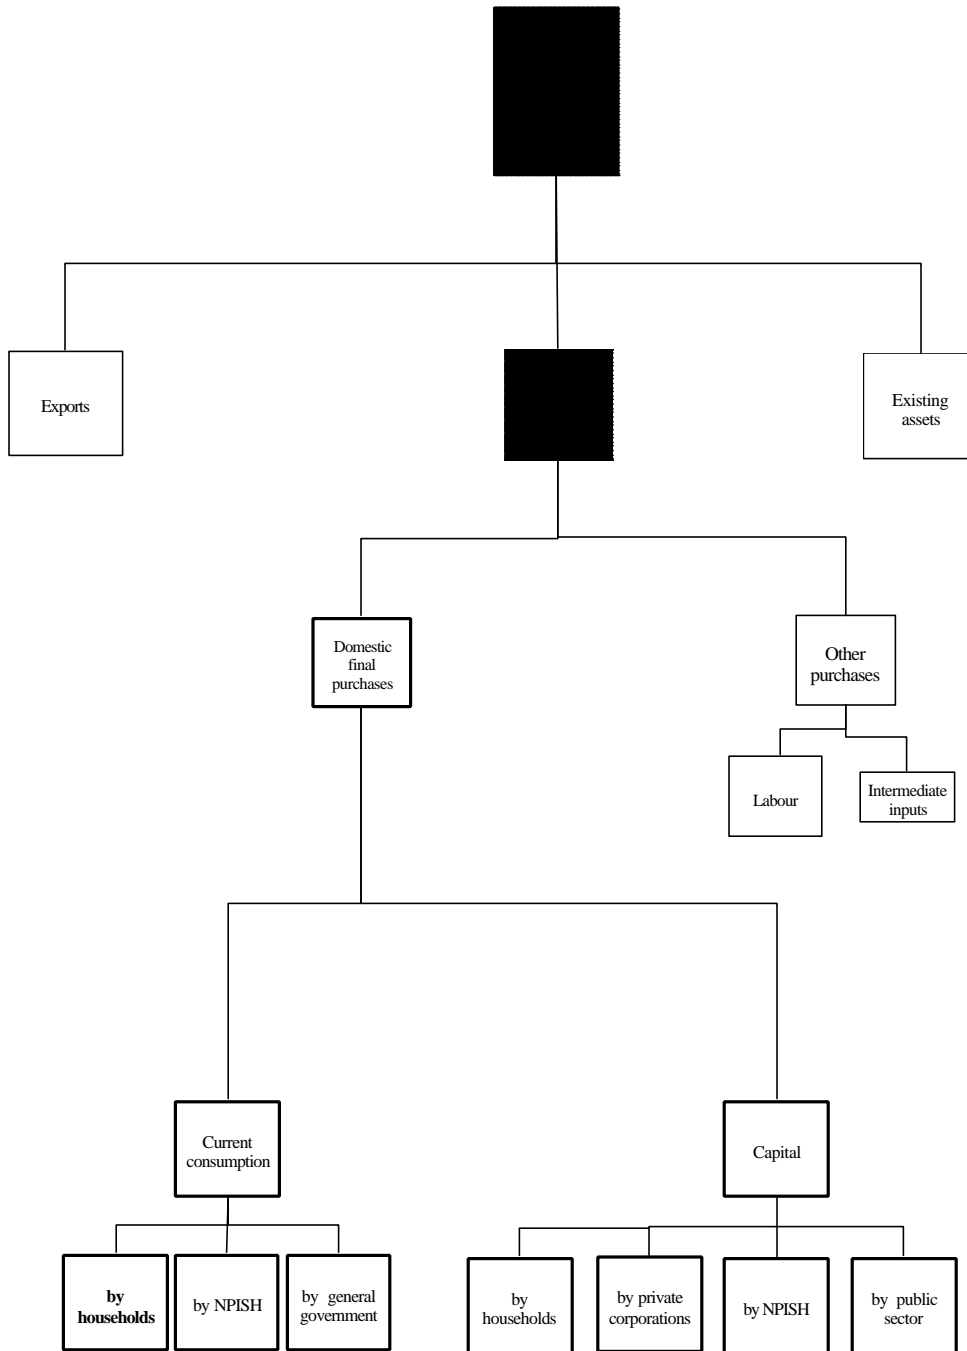 Exports
Existing
assets
Domestic
final
purchases
Other
purchases
Labour
Intermediate
inputs
Current
consumption
Capital
by
households
by NPISH
by general
government
by
households
by private
corporations
by NPISH
by public
sector